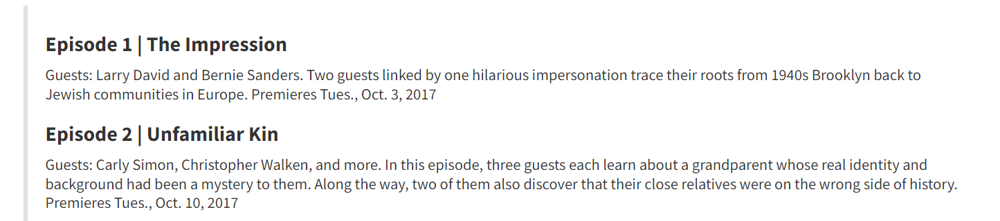 Episode 1 | The Impression
Guests: Larry David and Bernie Sanders. Two guests linked by one hilarious impersonation trace their roots from 1940s Brooklyn back to
Jewish communities in Europe. Premieres Tues., Oct. 3, 2017
Episode 2 | Unfamiliar Kin
Guests: Carly Simon, Christopher Walken, and more. In this episode, three guests each learn about a grandparent whose real identity and
background had been a mystery to them. Along the way, two of them also discover that their close relatives were on the wrong side of history.
Premieres Tues., Oct. 10, 2017